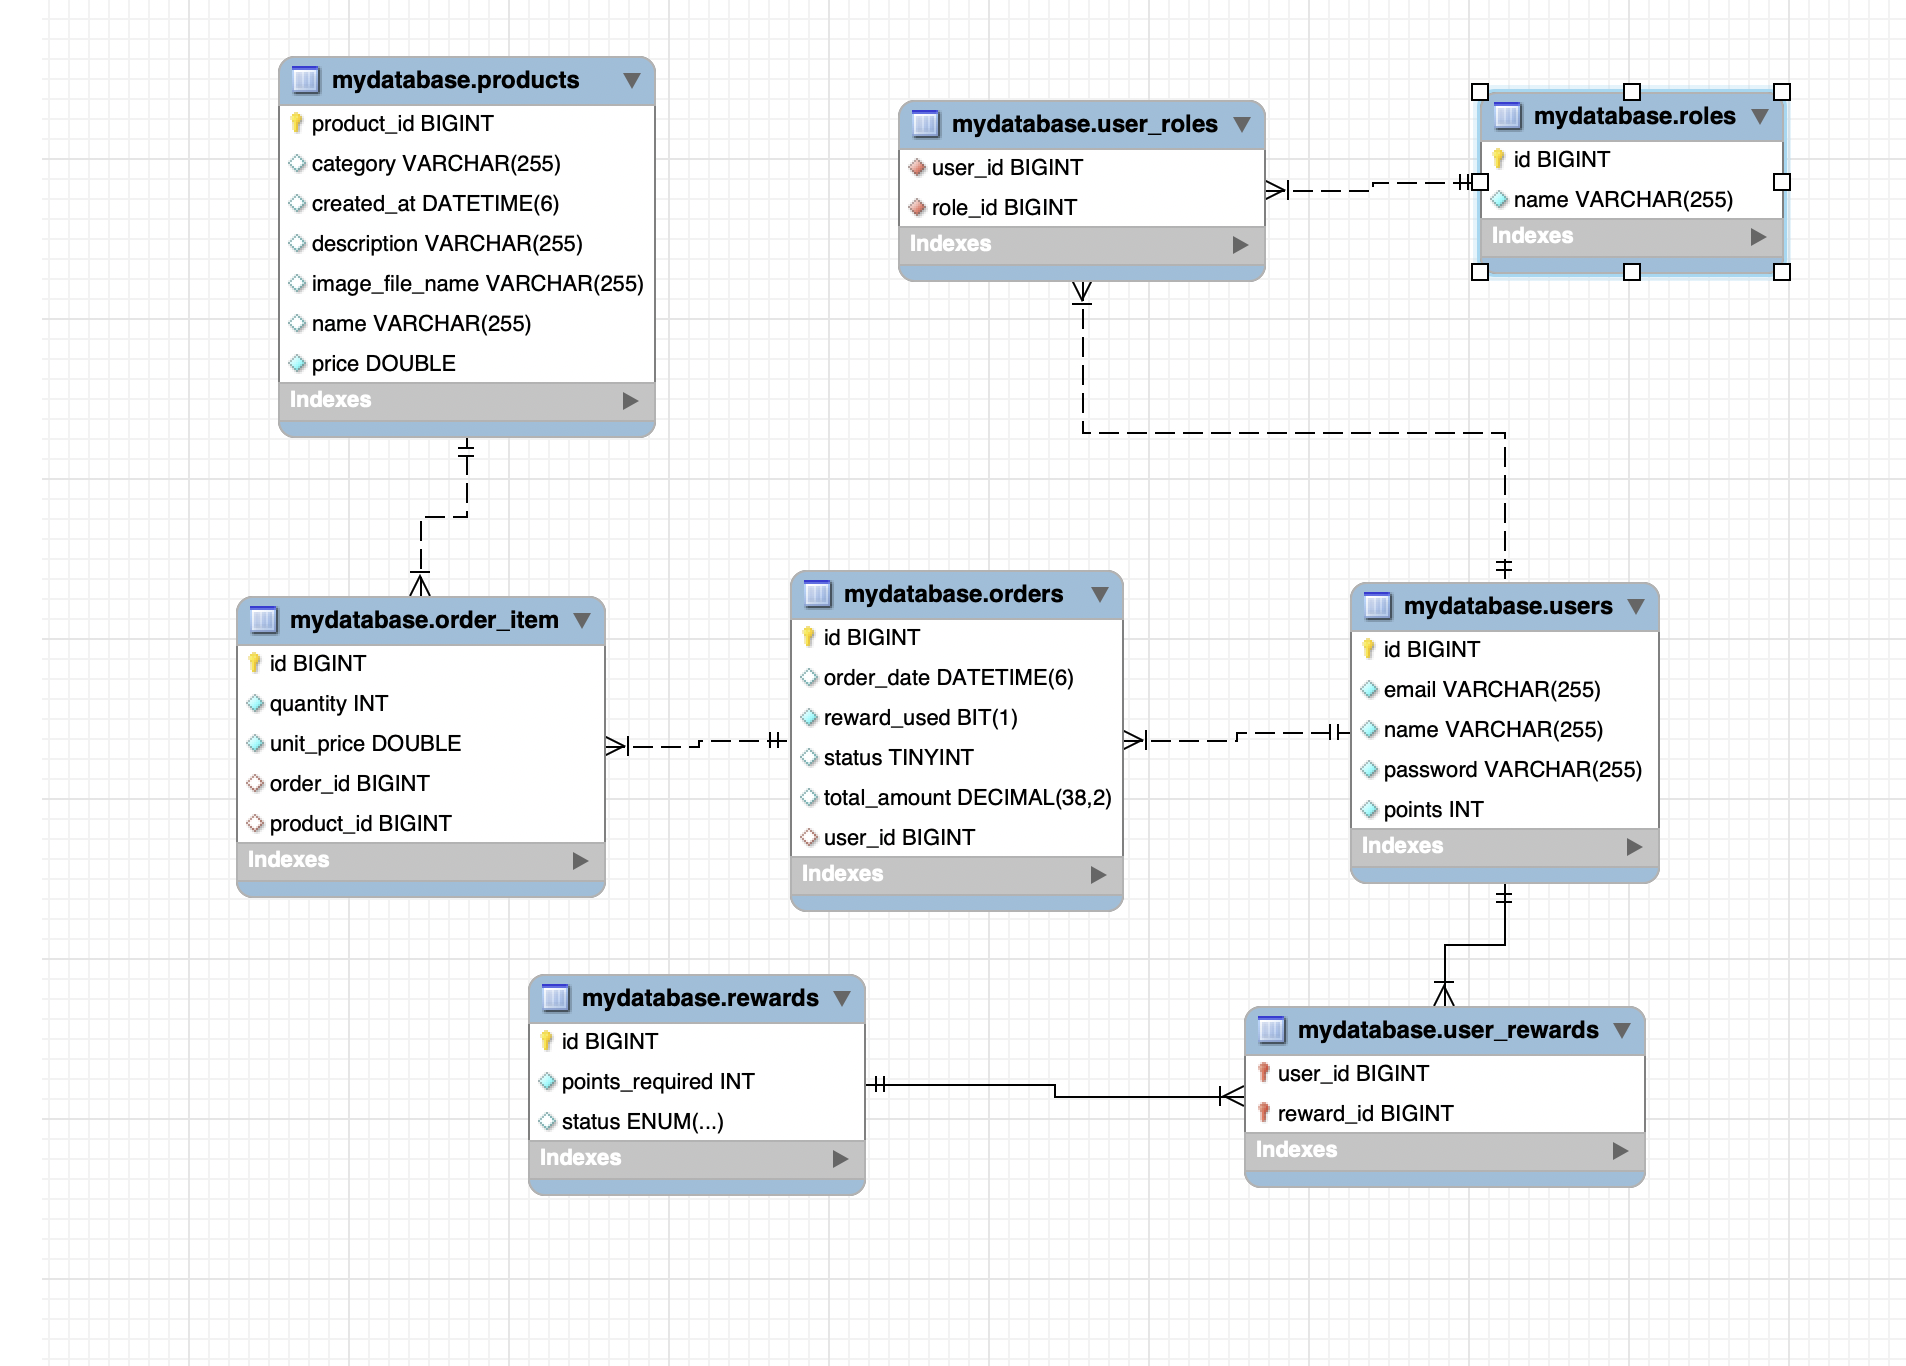 mydatabase.products
product_id BIGINT
category VARCHAR(255)
created_at DATETIME(6)
description VARCHAR(255)
image_file_name VARCHAR(255)
name VARCHAR(255)
price DOUBLE
Indexes
mydatabase.user_roles
user_id BIGINT
role_id BIGINT
Indexes
mydatabase.roles
id BIGINT
name VARCHAR(255)
Indexes
mydatabase.order_item
id BIGINT
quantity INT
unit_price DOUBLE
order_id BIGINT
product_id BIGINT
Indexes
mydatabase.orders
id BIGINT
order_date DATETIME(6)
reward_used BIT(1)
status TINYINT
total_amount DECIMAL(38,2)
user_id BIGINT
Indexes
mydatabase.users
id BIGINT
email VARCHAR(255)
name VARCHAR(255)
password VARCHAR(255)
points INT
Indexes
mydatabase.rewards
id BIGINT
points_required INT
status ENUM(...)
Indexes
mydatabase.user_rewards
user_id BIGINT
reward_id BIGINT
Indexes